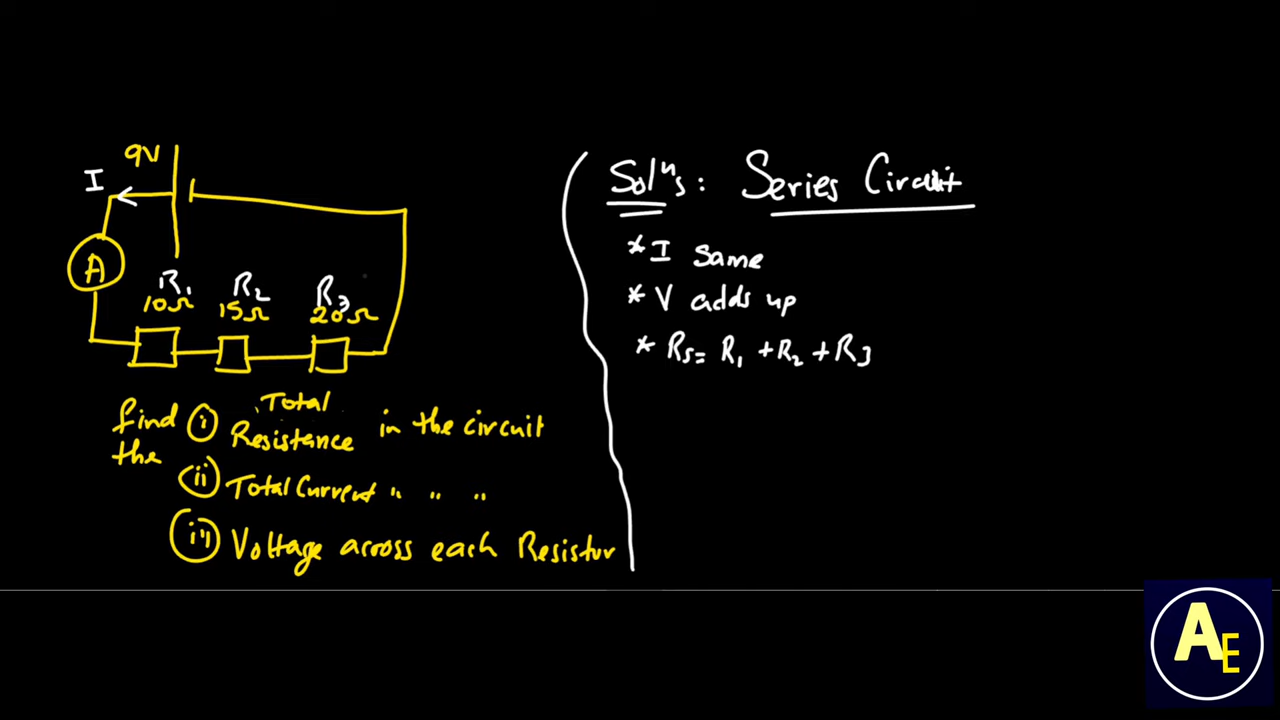 9V
I
A
R₁ R₂ R₃
10Ω 15Ω 20Ω
find the (i) Total Resistance in the circuit
(ii) Total Current " " "
(iii) Voltage across each Resistor
Solⁿs: Series Circuit
* I Same
* V adds up
* Rs = R₁ + R₂ + R₃
AE